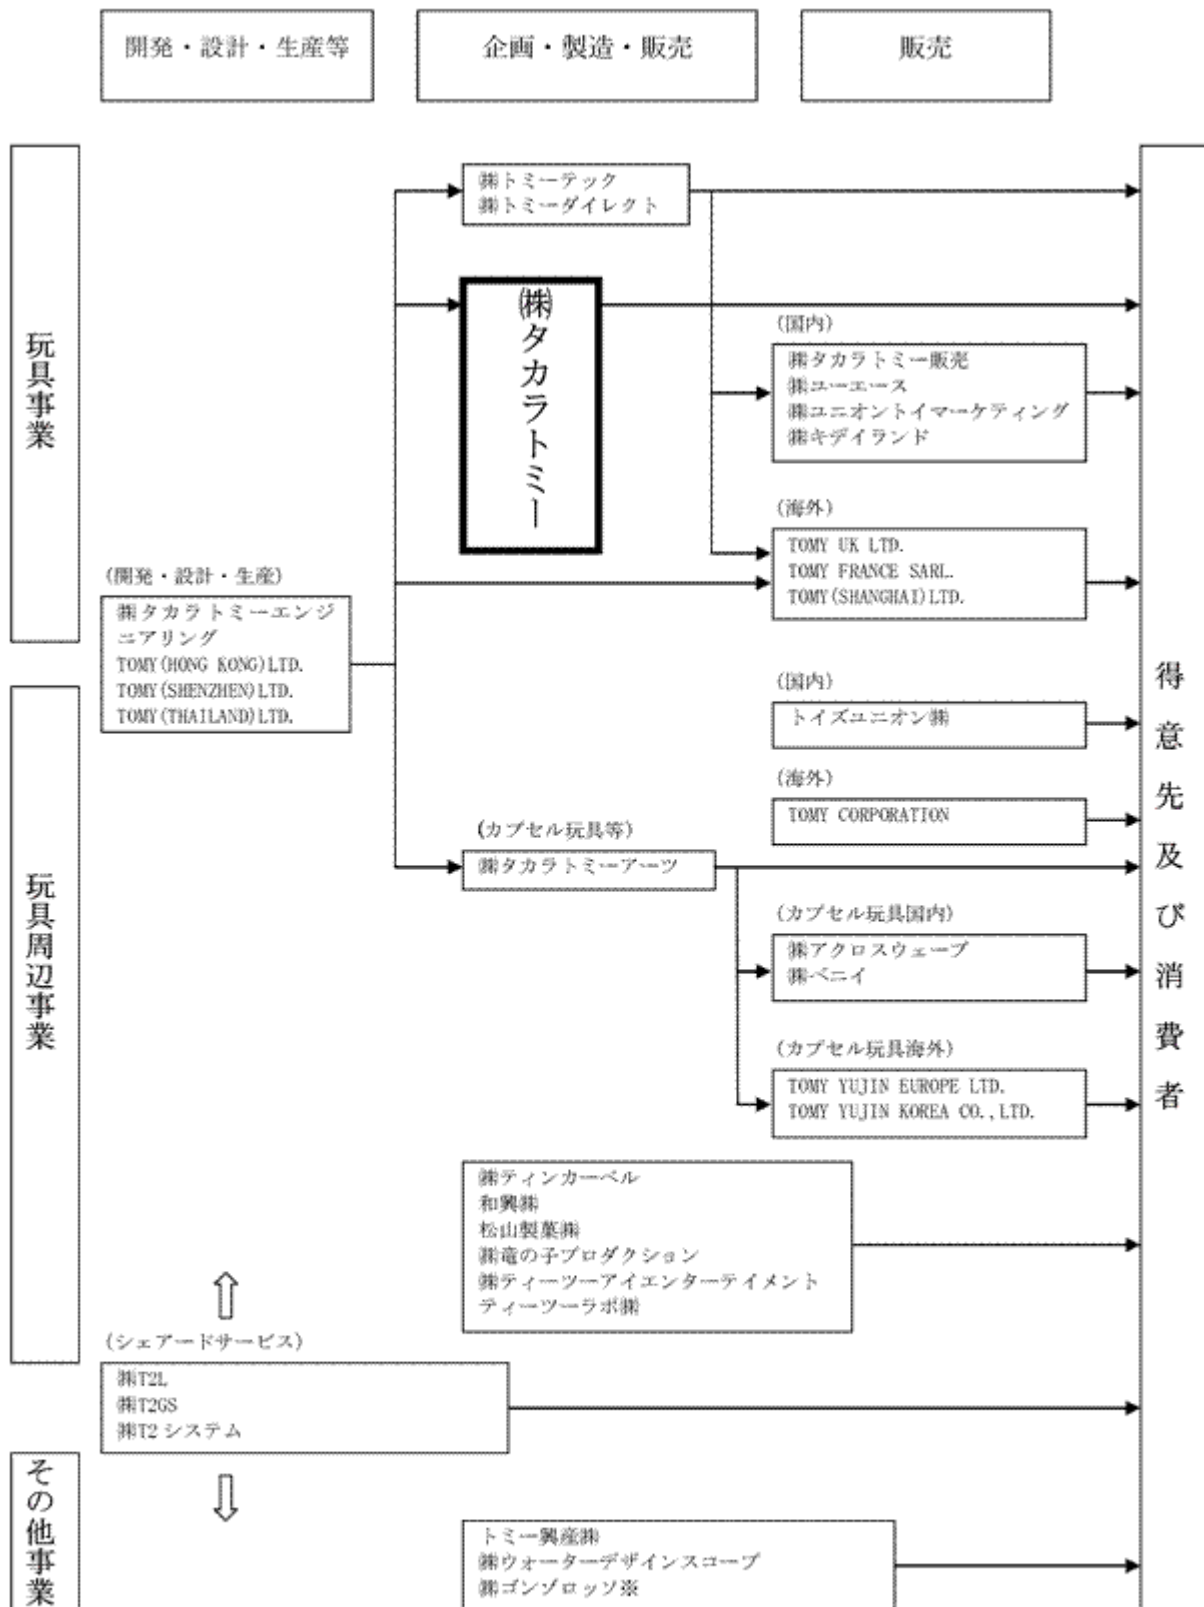 開発・設計・生産等
企画・製造・販売
販売
玩具事業
㈱トミーテック
㈱トミーダイレクト
㈱タカラトミー
(国内)
㈱タカラトミー販売
㈱ユーエース
㈱ユニオントイマーケティング
㈱キデイランド
(海外)
TOMY UK LTD.
TOMY FRANCE SARL.
TOMY(SHANGHAI)LTD.
(開発・設計・生産)
㈱タカラトミーエンジ
ニアリング
TOMY(HONG KONG)LTD.
TOMY(SHENZHEN)LTD.
TOMY(THAILAND)LTD.
得意先及び消費者
玩具周辺事業
(国内)
トイズユニオン㈱
(海外)
TOMY CORPORATION
(カプセル玩具等)
㈱タカラトミーアーツ
(カプセル玩具国内)
㈱アクロスウェーブ
㈱ペニイ
(カプセル玩具海外)
TOMY YUJIN EUROPE LTD.
TOMY YUJIN KOREA CO.,LTD.
㈱ティンカーベル
和興㈱
松山製菓㈱
㈱竜の子プロダクション
㈱ティーツーアイエンターテイメント
ティーツーラボ㈱
(シェアードサービス)
㈱T2L
㈱T2GS
㈱T2システム
その他事業
トミー興産㈱
㈱ウォーターデザインスコープ
㈱ゴンゾロッソ※